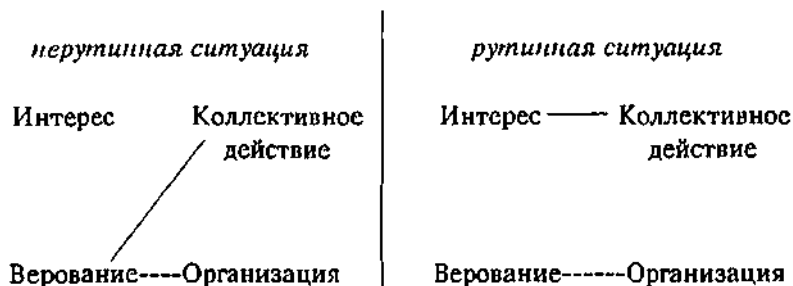 нерутинная ситуация
Интерес Коллективное
действие
Верование----Организация
рутинная ситуация
Интерес —— Коллективное
действие
Верование------Организация